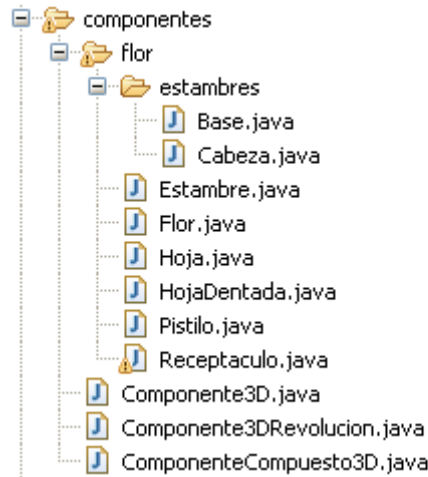 componentes
flor
estambres
Base.java
Cabeza.java
Estambre.java
Flor.java
Hoja.java
HojaDentada.java
Pistilo.java
Receptaculo.java
Componente3D.java
Componente3DRevolucion.java
ComponenteCompuesto3D.java